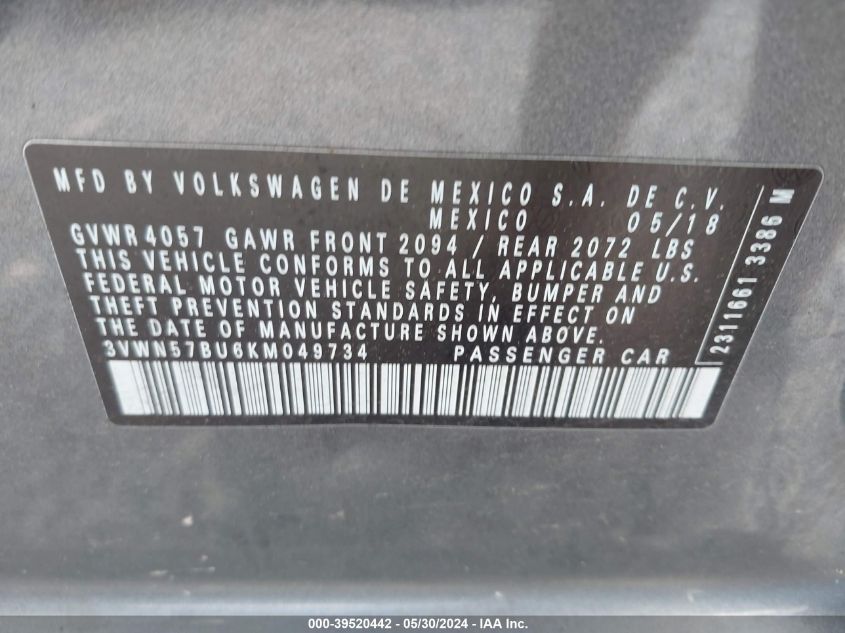 MFD BY VOLKSWAGEN DE MEXICO S.A. DE C.V.
MEXICO 05/18
GVWR4057 GAWR FRONT 2094 / REAR 2072 LBS
THIS VEHICLE CONFORMS TO ALL APPLICABLE U.S.
FEDERAL MOTOR VEHICLE SAFETY, BUMPER AND
THEFT PREVENTION STANDARDS IN EFFECT ON
THE DATE OF MANUFACTURE SHOWN ABOVE.
3VWN57BU6KM049734 PASSENGER CAR
2311661 3386 M
000-39520442 - 05/30/2024 - IAA Inc.